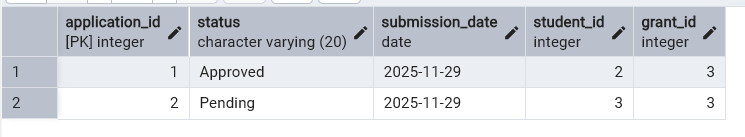 application_id status submission_date student_id grant_id
[PK] integer character varying (20) date integer integer
1 1 Approved 2025-11-29 2 3
2 2 Pending 2025-11-29 3 3